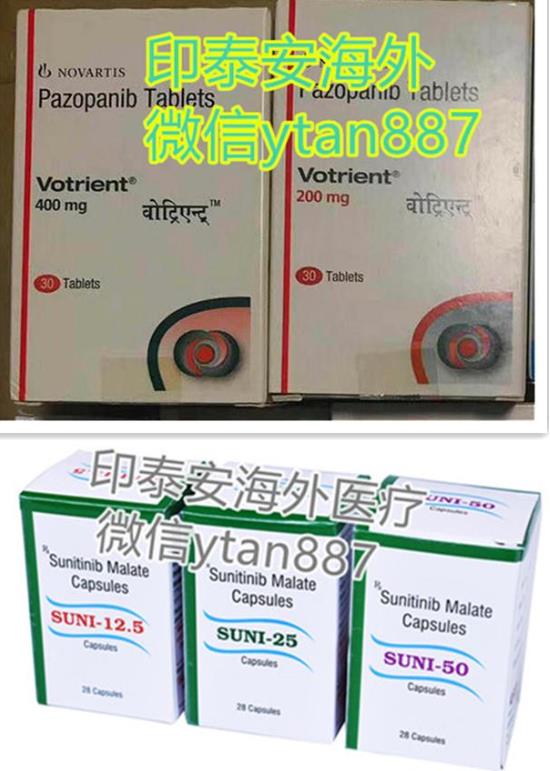 印泰安海外
微信ytan887
NOVARTIS
Pazopanib Tablets
Votrient®
400 mg
वोट्रिएन्ट्™
30 Tablets
Pazopanib Tablets
Votrient®
200 mg
वोट्रिएन्ट्
30 Tablets
印泰安海外医疗
微信ytan887
Rx
Sunitinib Malate
Capsules
SUNI-12.5
Capsules
28 Capsules
Sunitinib Malate
Capsules
SUNI-25
Capsules
28 Capsules
SUNI-50
Rx
Sunitinib Malate
Capsules
SUNI-50
Capsules
28 Capsules